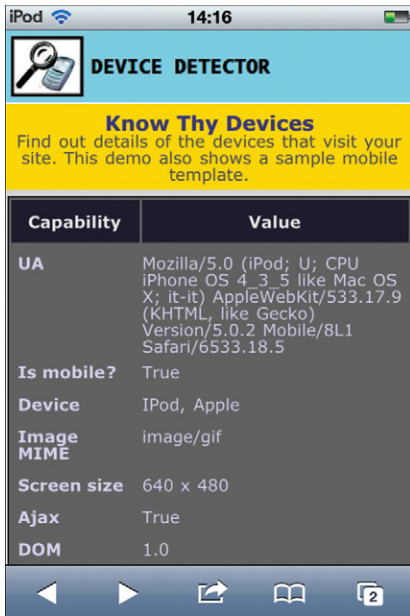 iPod 14:16
DEVICE DETECTOR
Know Thy Devices
Find out details of the devices that visit your
site. This demo also shows a sample mobile
template.
Capability Value
UA Mozilla/5.0 (iPod; U; CPU
iPhone OS 4_3_5 like Mac OS
X; it-it) AppleWebKit/533.17.9
(KHTML, like Gecko)
Version/5.0.2 Mobile/8L1
Safari/6533.18.5
Is mobile? True
Device IPod, Apple
Image image/gif
MIME
Screen size 640 x 480
Ajax True
DOM 1.0
2